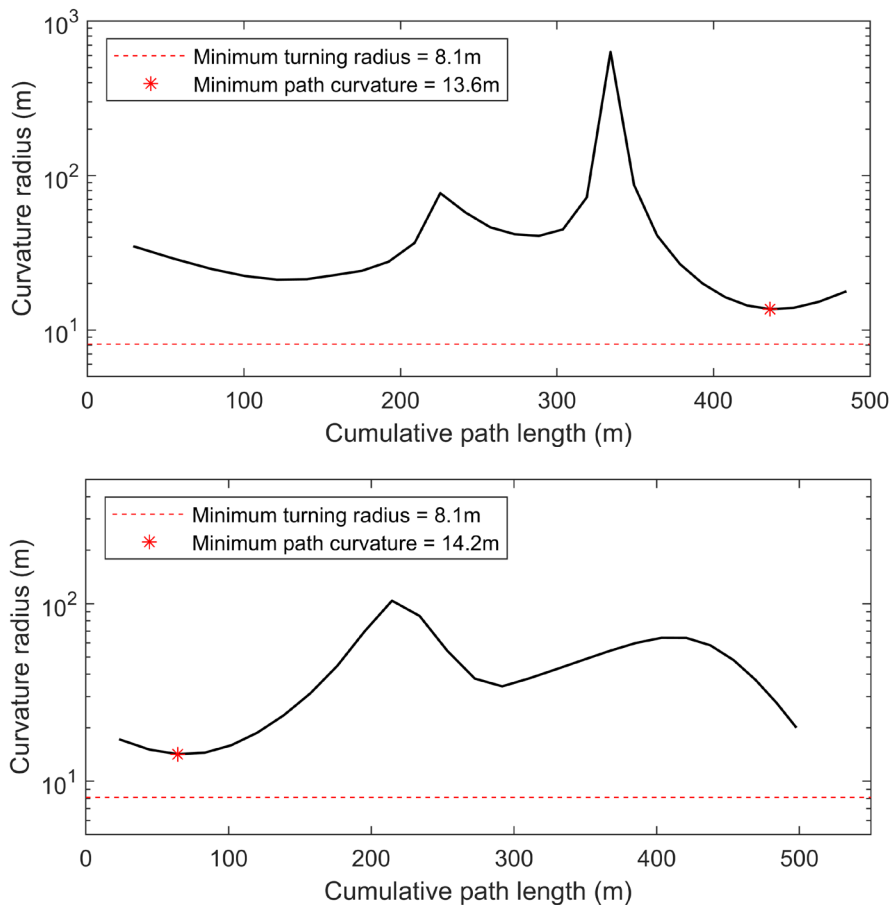 10^3
Minimum turning radius = 8.1m
Minimum path curvature = 13.6m
10^2
10^1
Curvature radius (m)
0 100 200 300 400 500
Cumulative path length (m)
Minimum turning radius = 8.1m
Minimum path curvature = 14.2m
10^2
10^1
Curvature radius (m)
0 100 200 300 400 500
Cumulative path length (m)